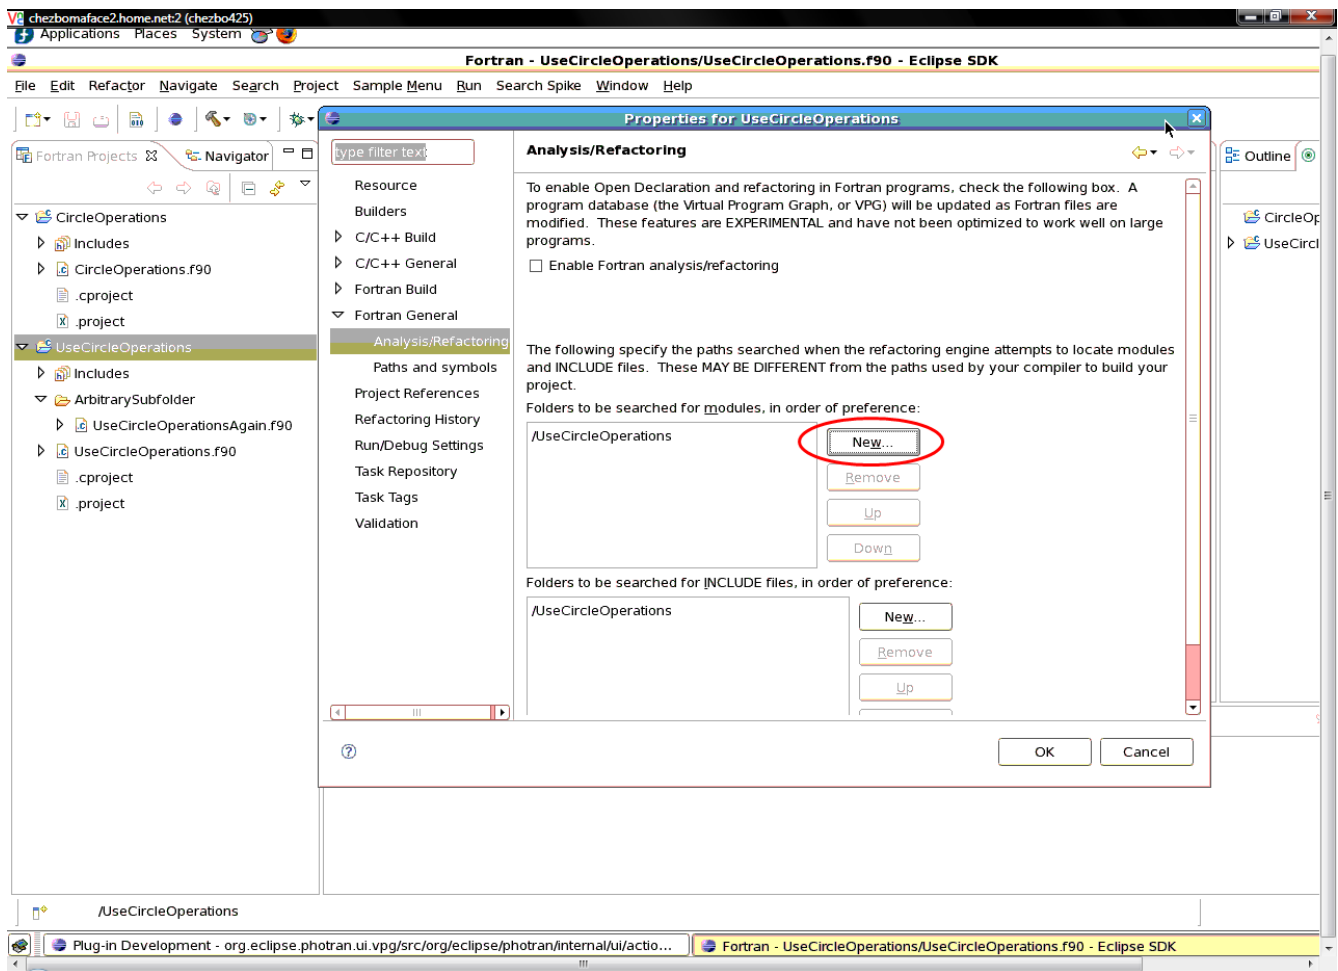 chezbomaface2.home.net:2 (chezbo425)
Applications Places System
Fortran - UseCircleOperations/UseCircleOperations.f90 - Eclipse SDK
File Edit Refactor Navigate Search Project Sample Menu Run Search Spike Window Help
Properties for UseCircleOperations
Fortran Projects
Navigator
CircleOperations
Includes
CircleOperations.f90
.cproject
.project
UseCircleOperations
Includes
ArbitrarySubfolder
UseCircleOperationsAgain.f90
UseCircleOperations.f90
.cproject
.project
type filter text
Resource
Builders
C/C++ Build
C/C++ General
Fortran Build
Fortran General
Analysis/Refactoring
Paths and symbols
Project References
Refactoring History
Run/Debug Settings
Task Repository
Task Tags
Validation
Analysis/Refactoring
To enable Open Declaration and refactoring in Fortran programs, check the following box. A
program database (the Virtual Program Graph, or VPG) will be updated as Fortran files are
modified. These features are EXPERIMENTAL and have not been optimized to work well on large
programs.
Enable Fortran analysis/refactoring
The following specify the paths searched when the refactoring engine attempts to locate modules
and INCLUDE files. These MAY BE DIFFERENT from the paths used by your compiler to build your
project.
Folders to be searched for modules, in order of preference:
/UseCircleOperations
New...
Remove
Up
Down
Folders to be searched for INCLUDE files, in order of preference:
/UseCircleOperations
New...
Remove
Up
OK
Cancel
Outline
CircleOp
UseCircl
/UseCircleOperations
Plug-in Development - org.eclipse.photran.ui.vpg/src/org/eclipse/photran/internal/ui/actio...
Fortran - UseCircleOperations/UseCircleOperations.f90 - Eclipse SDK